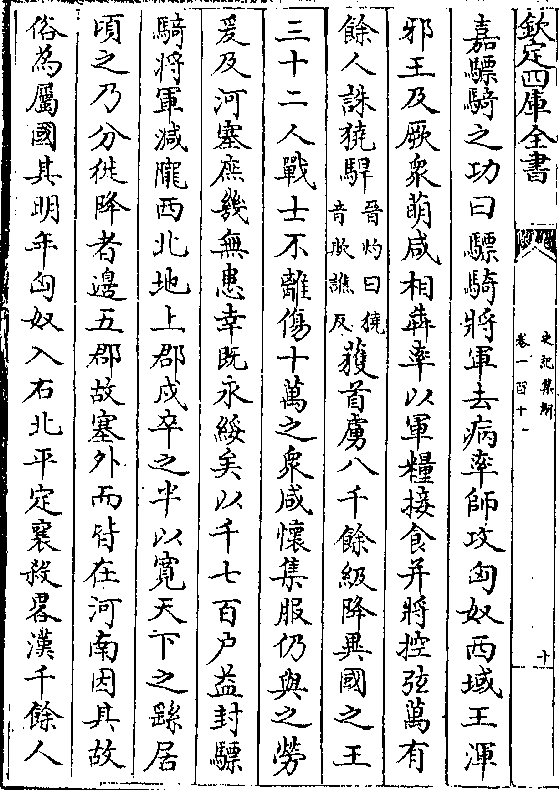 欽定四庫全書
史記集解
卷一百十一
十
嘉驃騎之功曰驃騎將軍去病率師攻匈奴西域王渾
邪王及厥衆萌咸相犇率以軍糧接食并將控弦萬有
餘人誅獟駻
晉灼曰獟
音欺譙反
獲首虜八千餘級降異國之王
三十二人戰士不離傷十萬之衆咸懷集服仍與之勞
爰及河塞庶幾無患幸既永綏矣以千七百户益封驃
騎將軍減隴西北地上郡戍卒之半以寛天下之繇居
頃之乃分徙降者邊五郡故塞外而皆在河南因其故
俗為屬國其明年匈奴入右北平定襄殺畧漢千餘人